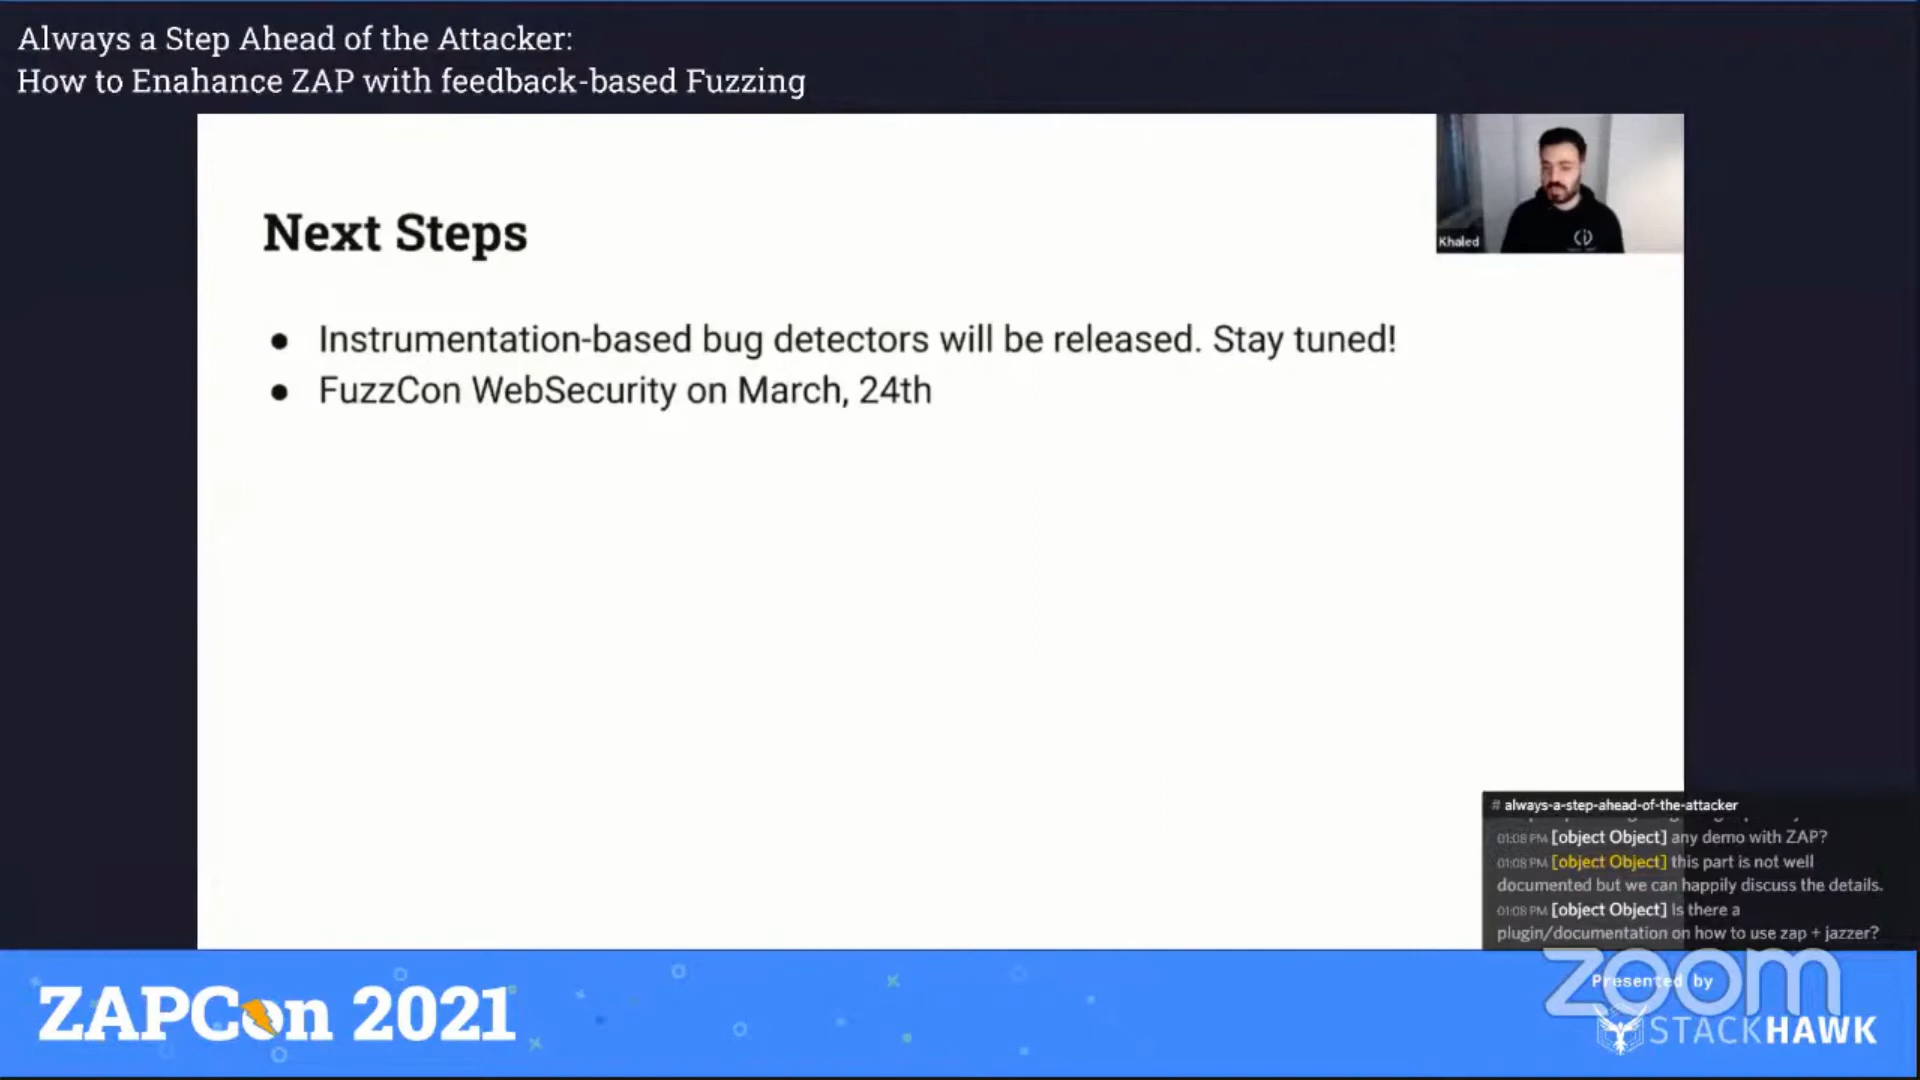 Always a Step Ahead of the Attacker:
How to Enahance ZAP with feedback-based Fuzzing
Khaled
Next Steps
● Instrumentation-based bug detectors will be released. Stay tuned!
● FuzzCon WebSecurity on March, 24th
# always-a-step-ahead-of-the-attacker
01:08 PM [object Object] any demo with ZAP?
01:08 PM [object Object] this part is not well
documented but we can happily discuss the details.
01:08 PM [object Object] Is there a
plugin/documentation on how to use zap + jazzer?
zoom
ZAPCon 2021
Presented by
STACKHAWK